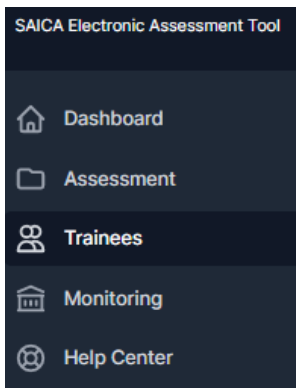 SAICA Electronic Assessment Tool
Dashboard
Assessment
Trainees
Monitoring
Help Center